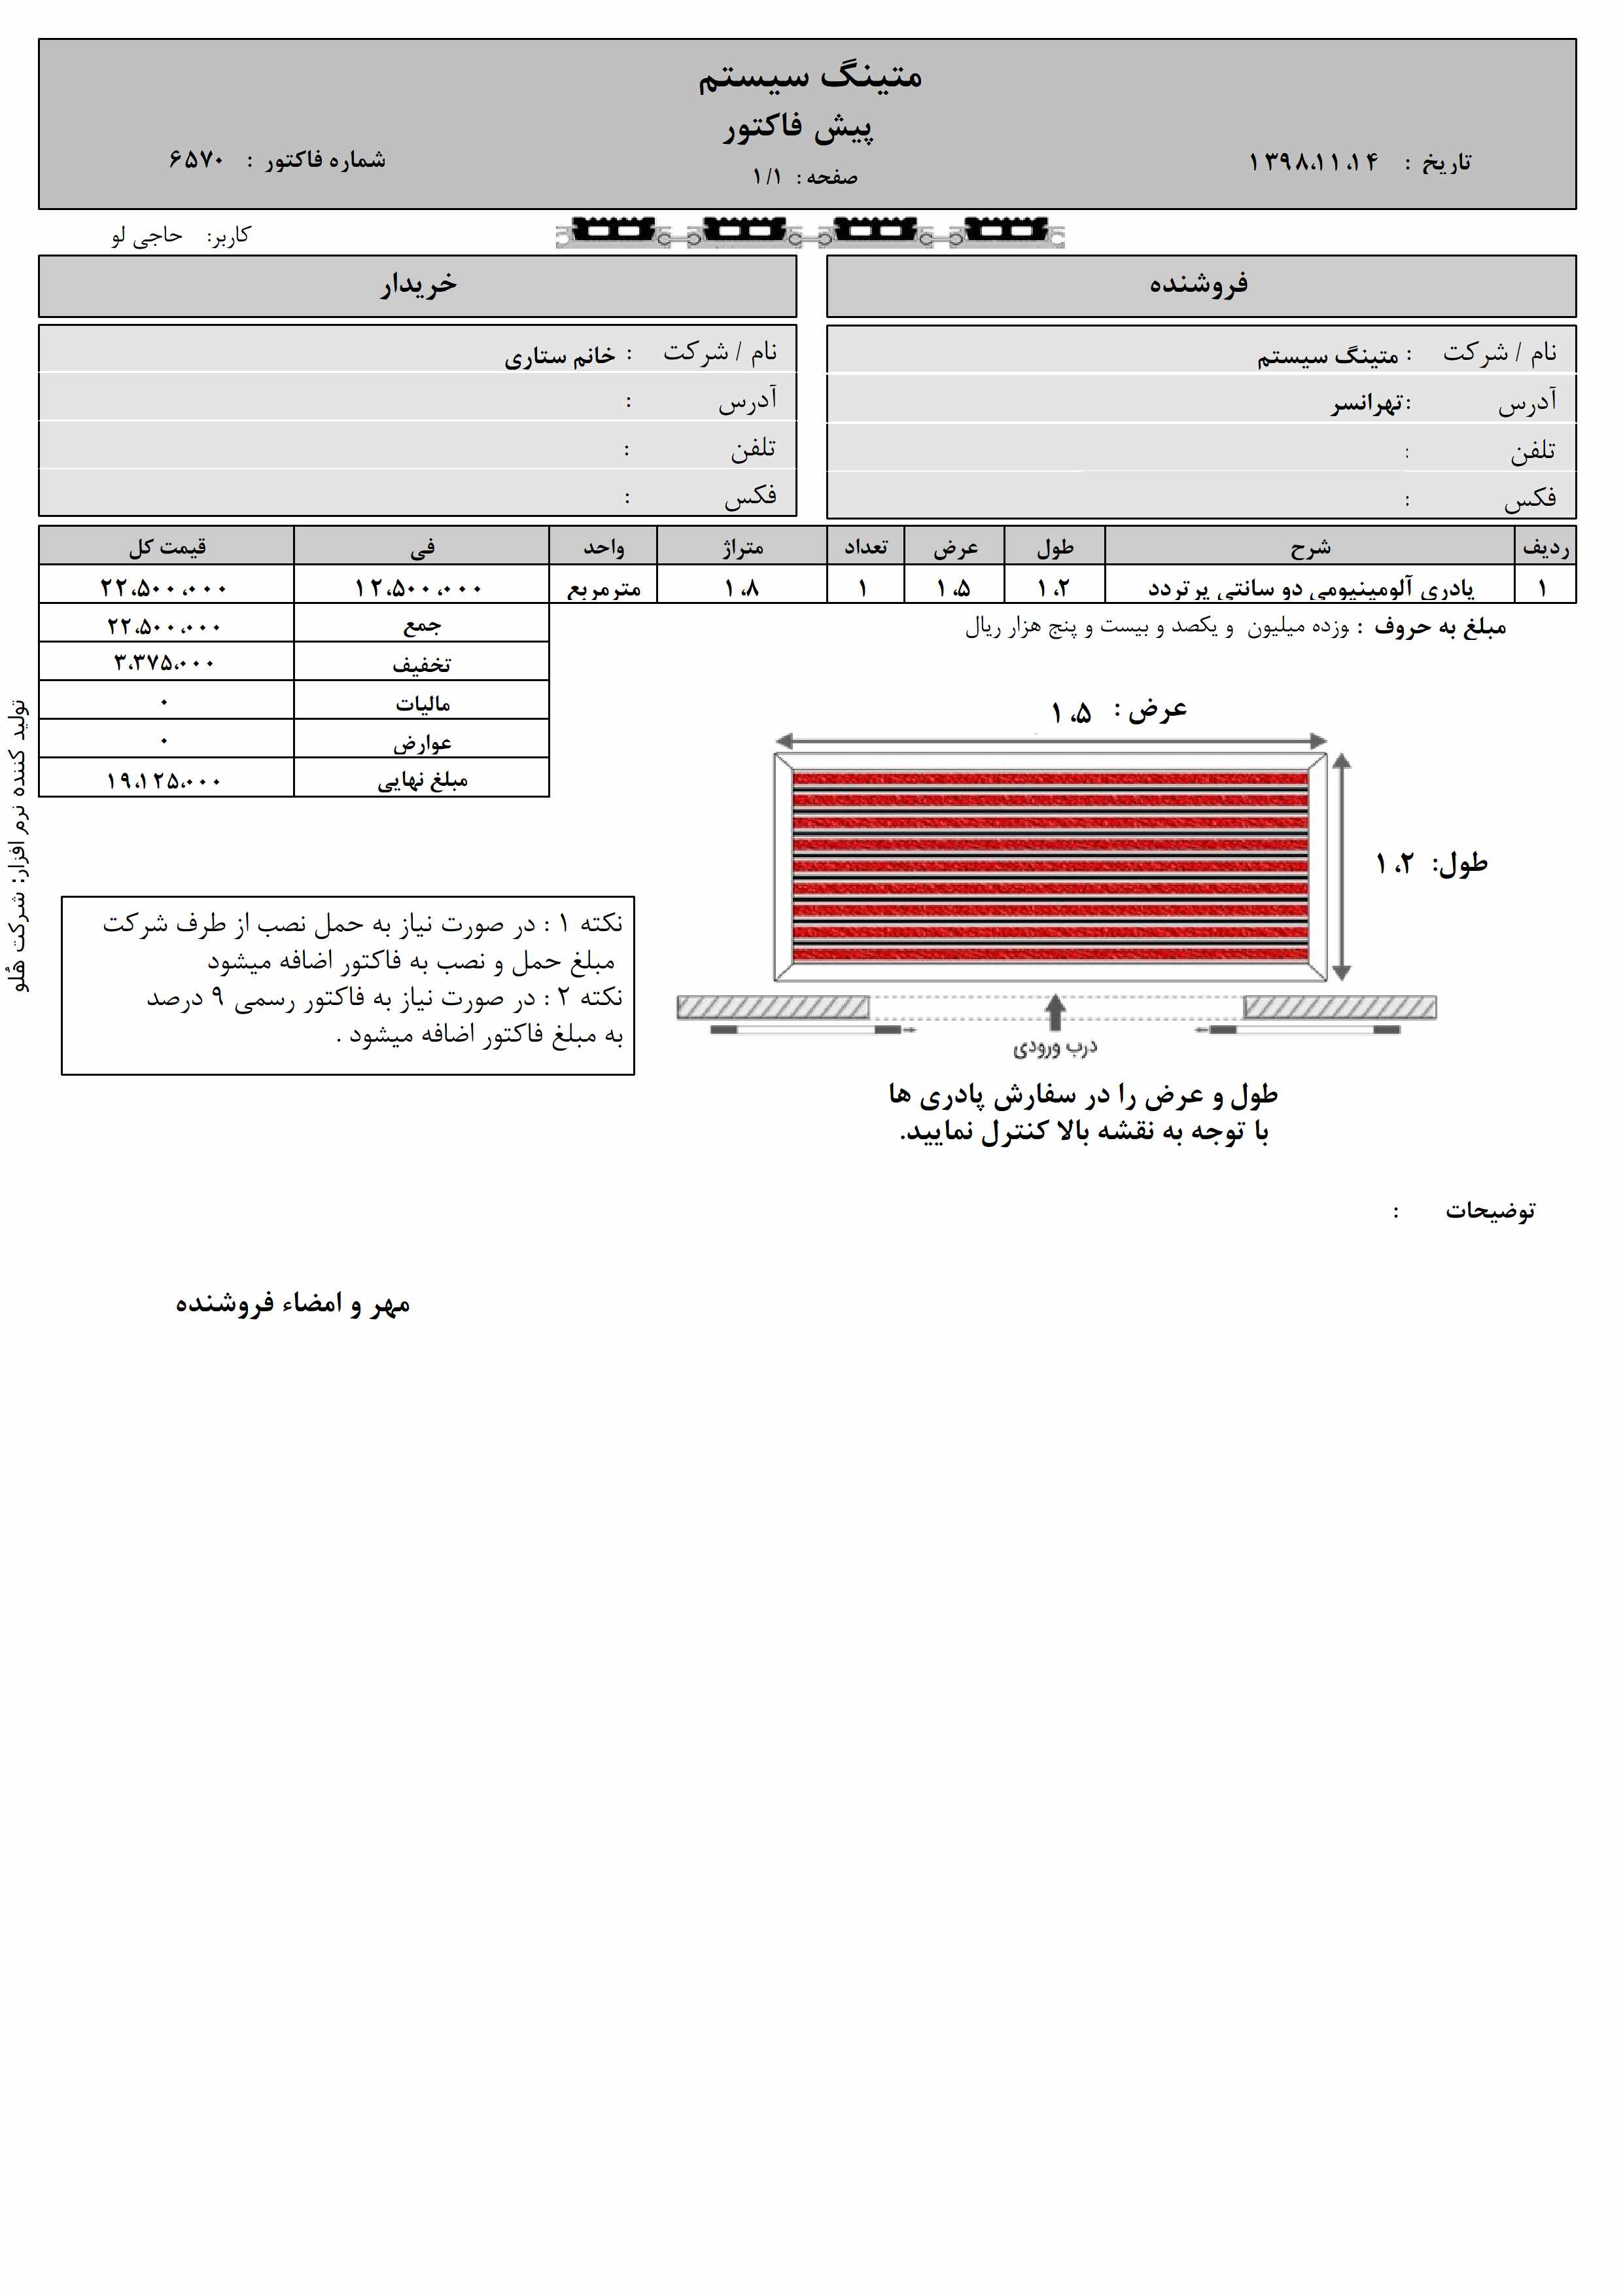 متینگ سیستم
پیش فاکتور
صفحه : ۱/۱
تاریخ : ۱۳۹۸،۱۱،۱۴
شماره فاکتور : ۶۵۷۰
کاربر: حاجی لو
فروشنده
نام / شرکت : متینگ سیستم
آدرس :تهرانسر
تلفن :
فکس :
خریدار
نام / شرکت : خانم ستاری
آدرس :
تلفن :
فکس :
ردیف شرح طول عرض تعداد متراژ واحد فی قیمت کل
۱ پادری آلومینیومی دو سانتی پرتردد ۱،۲ ۱،۵ ۱ ۱،۸ مترمربع ۱۲،۵۰۰،۰۰۰ ۲۲،۵۰۰،۰۰۰
مبلغ به حروف : وزده میلیون و یکصد و بیست و پنج هزار ریال
جمع ۲۲،۵۰۰،۰۰۰
تخفیف ۳،۳۷۵،۰۰۰
مالیات ۰
عوارض ۰
مبلغ نهایی ۱۹،۱۲۵،۰۰۰
عرض : ۱،۵
طول: ۱،۲
درب ورودی
طول و عرض را در سفارش پادری ها
با توجه به نقشه بالا کنترل نمایید.
نکته ۱ : در صورت نیاز به حمل نصب از طرف شرکت
مبلغ حمل و نصب به فاکتور اضافه میشود
نکته ۲ : در صورت نیاز به فاکتور رسمی ۹ درصد
به مبلغ فاکتور اضافه میشود .
توضیحات :
مهر و امضاء فروشنده
تولید کننده نرم افزار: شرکت هُلو